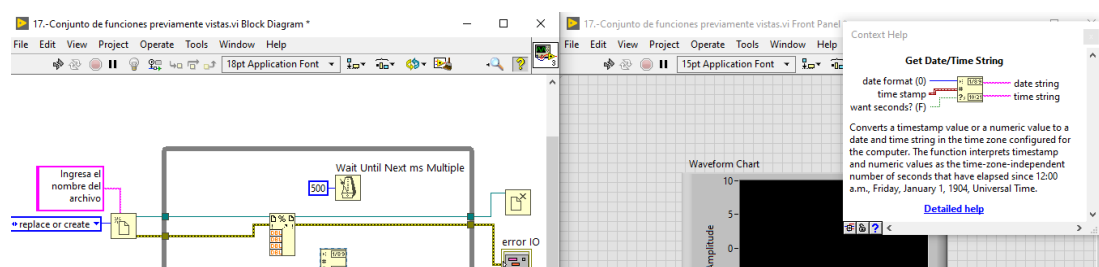 17.-Conjunto de funciones previamente vistas.vi Block Diagram *
File Edit View Project Operate Tools Window Help
18pt Application Font
Ingresa el
nombre del
archivo
replace or create
Wait Until Next ms Multiple
500
error IO
17.-Conjunto de funciones previamente vistas.vi Front Panel
File Edit View Project Operate Tools Window Help
15pt Application Font
Waveform Chart
10
5
0
Amplitude
Context Help
Get Date/Time String
date format (0)
time stamp
want seconds? (F)
date string
time string
Converts a timestamp value or a numeric value to a
date and time string in the time zone configured for
the computer. The function interprets timestamp
and numeric values as the time-zone-independent
number of seconds that have elapsed since 12:00
a.m., Friday, January 1, 1904, Universal Time.
Detailed help